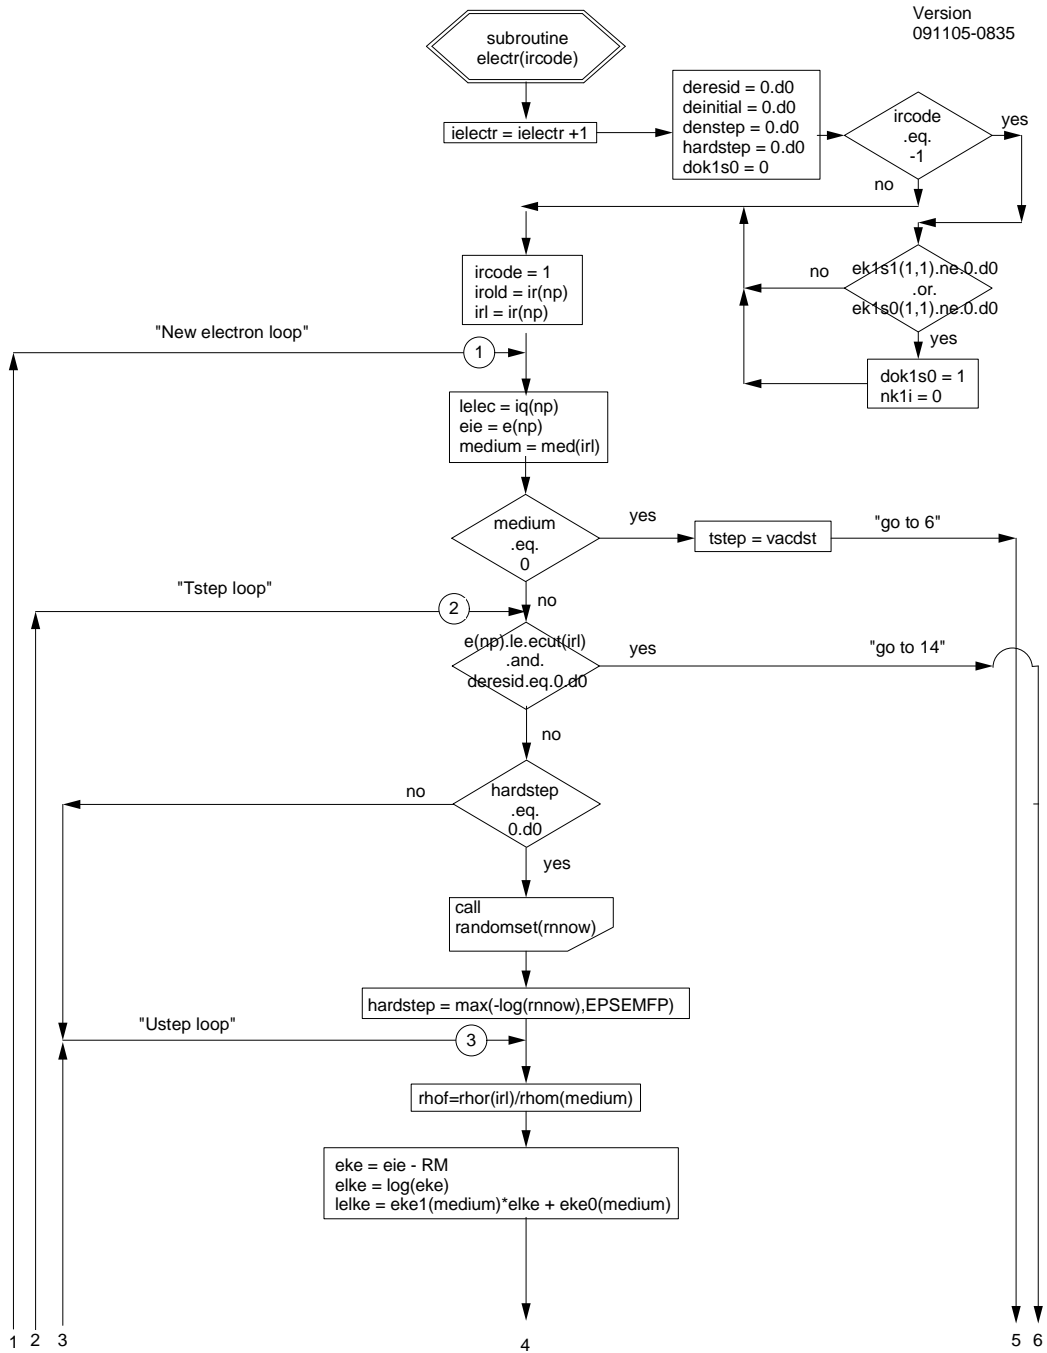 Version
091105-0835
subroutine
electr(ircode)
ielectr = ielectr +1
deresid = 0.d0
deinitial = 0.d0
denstep = 0.d0
hardstep = 0.d0
dok1s0 = 0
ircode
.eq.
-1
yes
no
ek1s1(1,1).ne.0.d0
.or.
ek1s0(1,1).ne.0.d0
no
yes
dok1s0 = 1
nk1i = 0
ircode = 1
irold = ir(np)
irl = ir(np)
"New electron loop"
1
lelec = iq(np)
eie = e(np)
medium = med(irl)
medium
.eq.
0
yes
tstep = vacdst
"go to 6"
no
"Tstep loop"
2
e(np).le.ecut(irl)
.and.
deresid.eq.0.d0
yes
"go to 14"
no
hardstep
.eq.
0.d0
no
yes
call
randomset(rnnow)
hardstep = max(-log(rnnow),EPSEMFP)
"Ustep loop"
3
rhof=rhor(irl)/rhom(medium)
eke = eie - RM
elke = log(eke)
lelke = eke1(medium)*elke + eke0(medium)
1 2 3 4 5 6